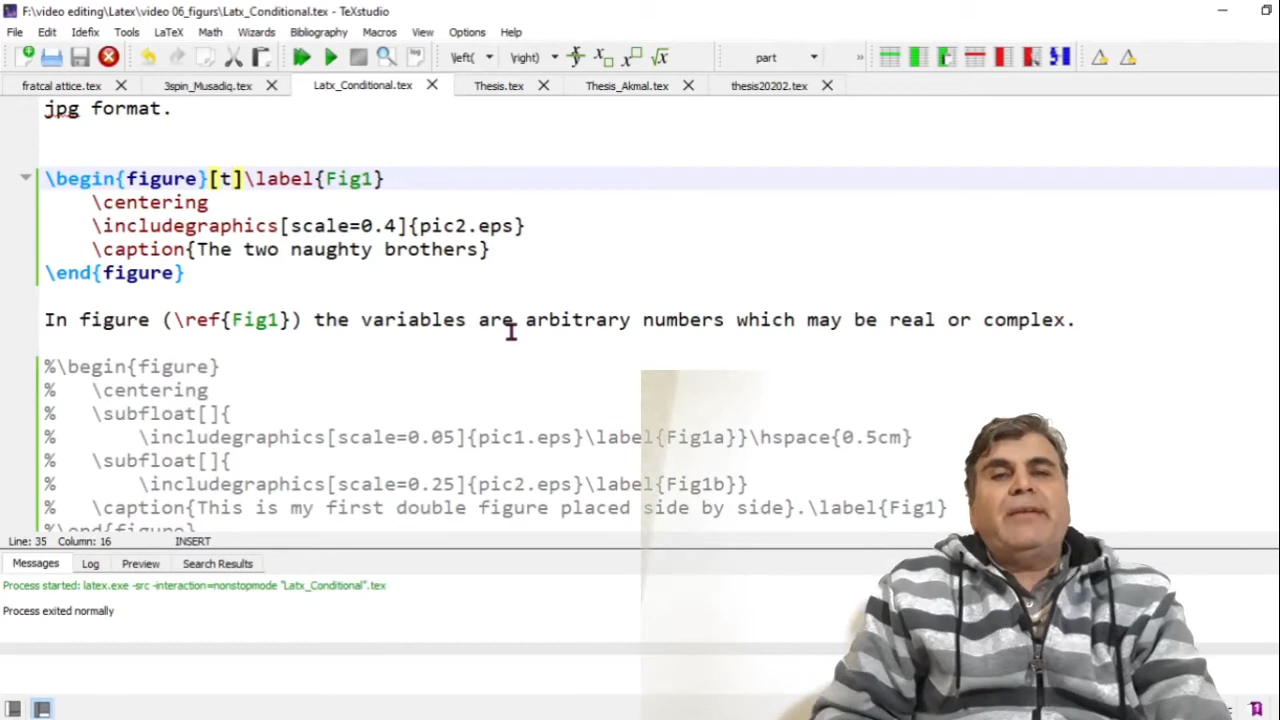 F:\video editing\Latex\video 06_figurs\Latx_Conditional.tex - TeXstudio
File Edit Idefix Tools LaTeX Math Wizards Bibliography Macros View Options Help
\left( \right) part »
fratcal attice.tex 3spin_Musadiq.tex Latx_Conditional.tex Thesis.tex Thesis_Akmal.tex thesis20202.tex
jpg format.
\begin{figure}[t]\label{Fig1}
\centering
\includegraphics[scale=0.4]{pic2.eps}
\caption{The two naughty brothers}
\end{figure}
In figure (\ref{Fig1}) the variables are arbitrary numbers which may be real or complex.
%\begin{figure}
% \centering
% \subfloat[]{
% \includegraphics[scale=0.05]{pic1.eps}\label{Fig1a}}\hspace{0.5cm}
% \subfloat[]{
% \includegraphics[scale=0.25]{pic2.eps}\label{Fig1b}}
% \caption{This is my first double figure placed side by side}.\label{Fig1}
%\end{figure}
Line: 35 Column: 16 INSERT
Messages Log Preview Search Results
Process started: latex.exe -src -interaction=nonstopmode "Latx_Conditional".tex
Process exited normally